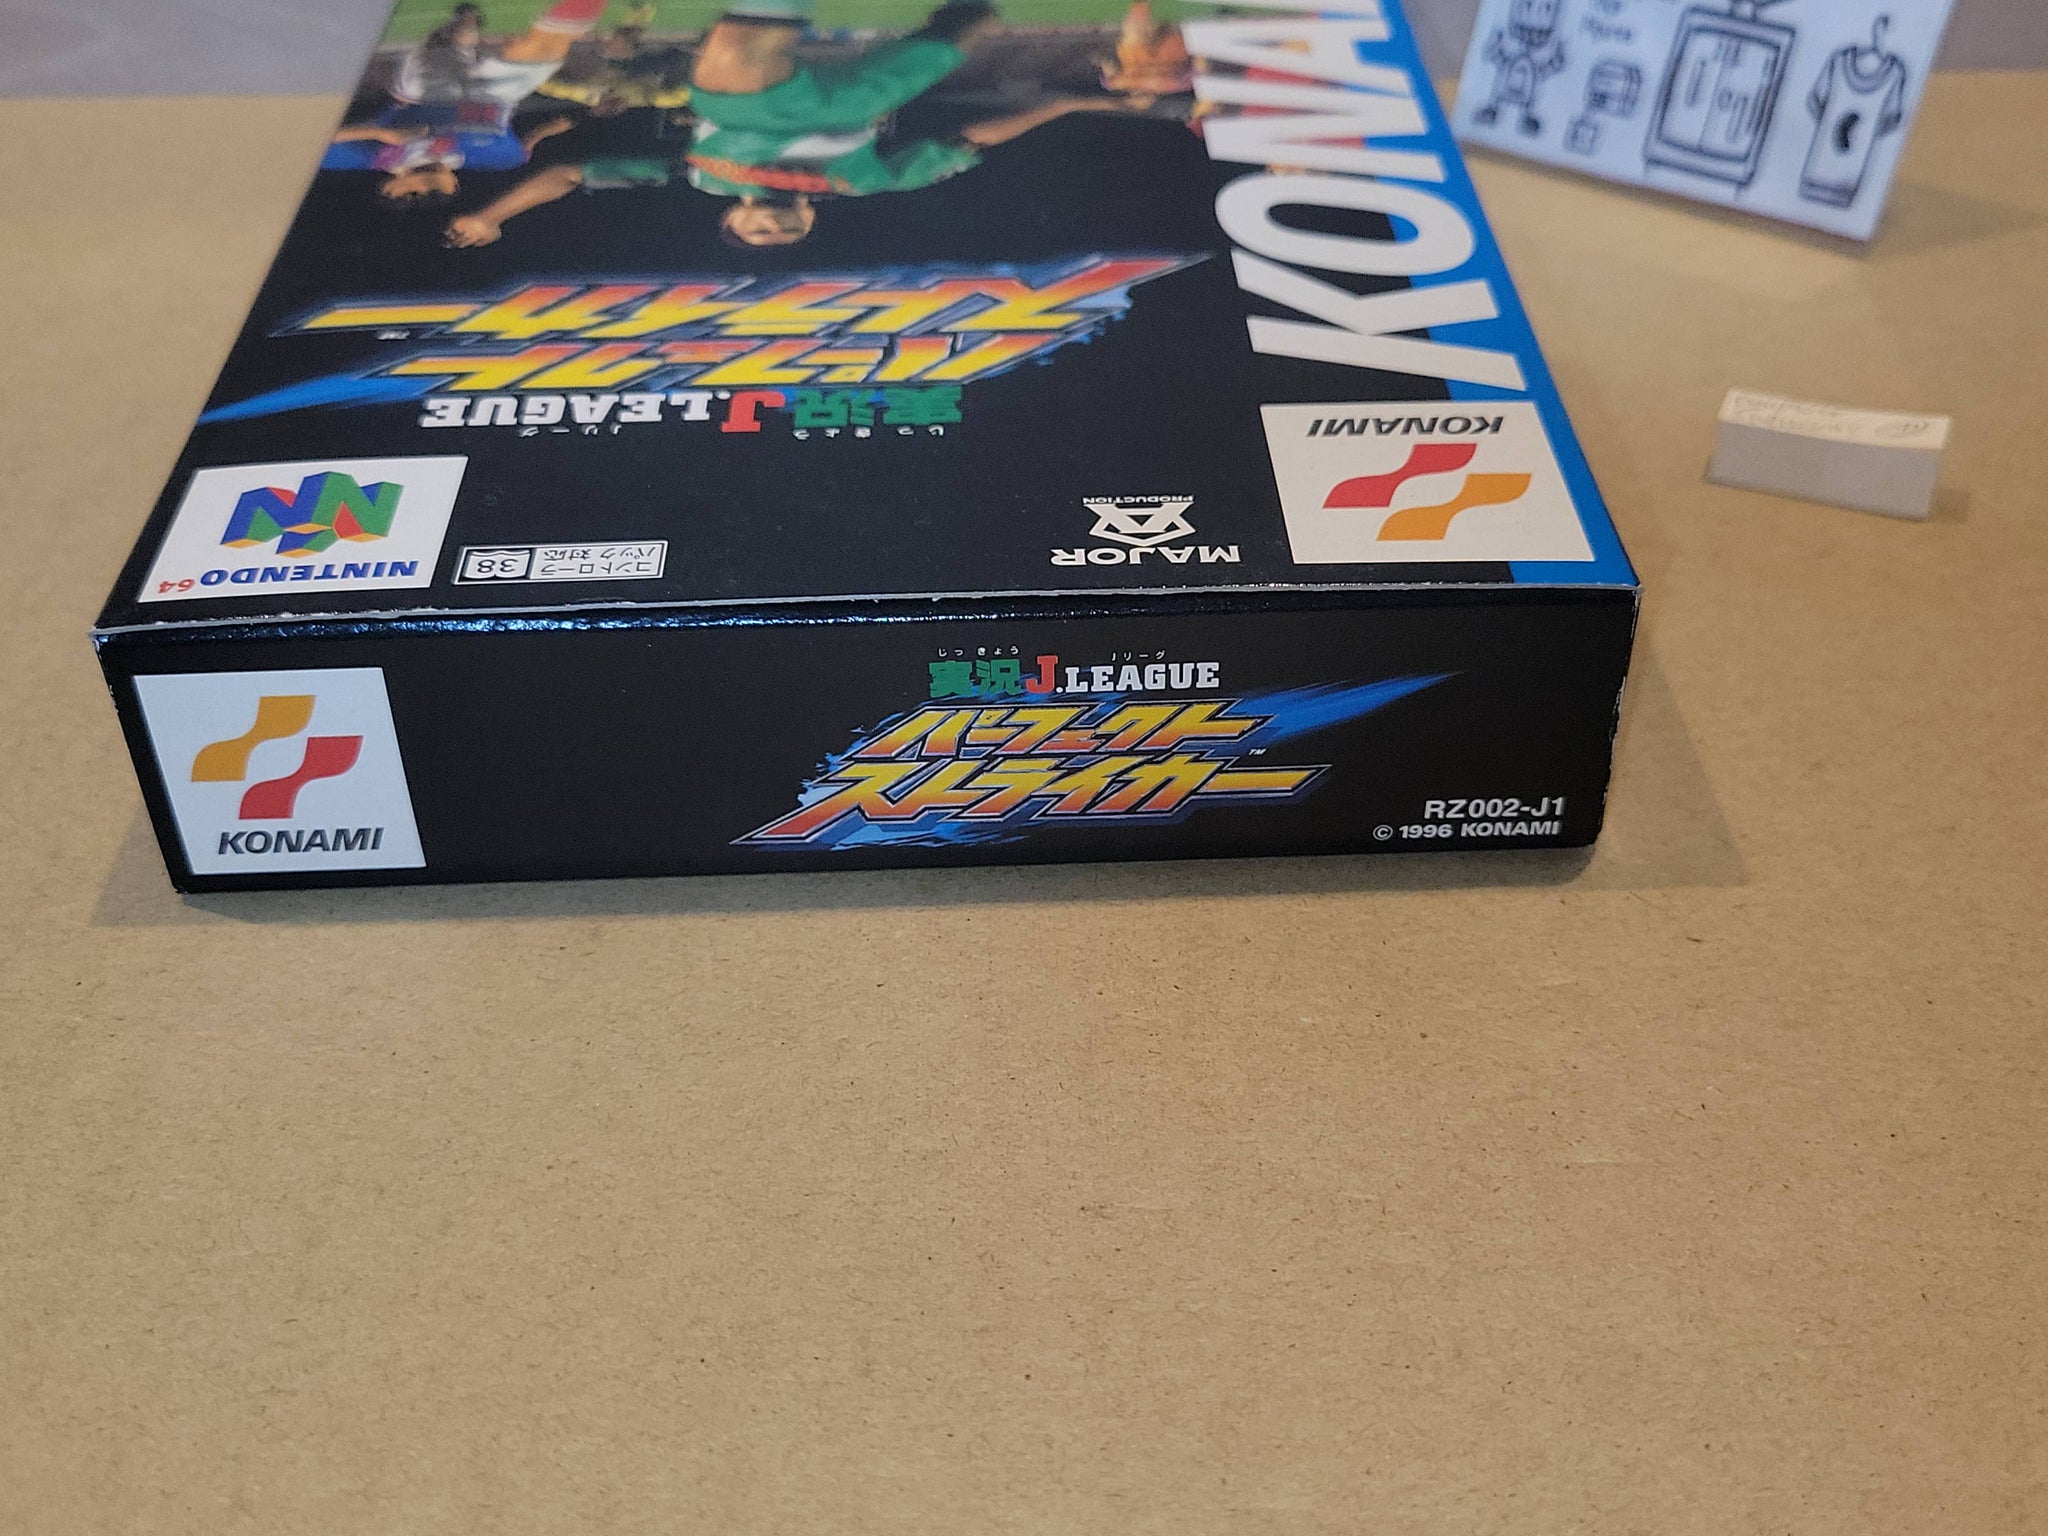 KONAMI
スト라イカー
パーフェクト
実況 J.LEAGUE
じっきょう Jリーグ
NINTENDO 64
コントローラ
パック対応
38
MAJOR
PRODUCTION
KONAMI
じっきょう Jリーグ
実況 J.LEAGUE
パーフェクト
ストライカー
TM
KONAMI
RZ002-J1
© 1996 KONAMI